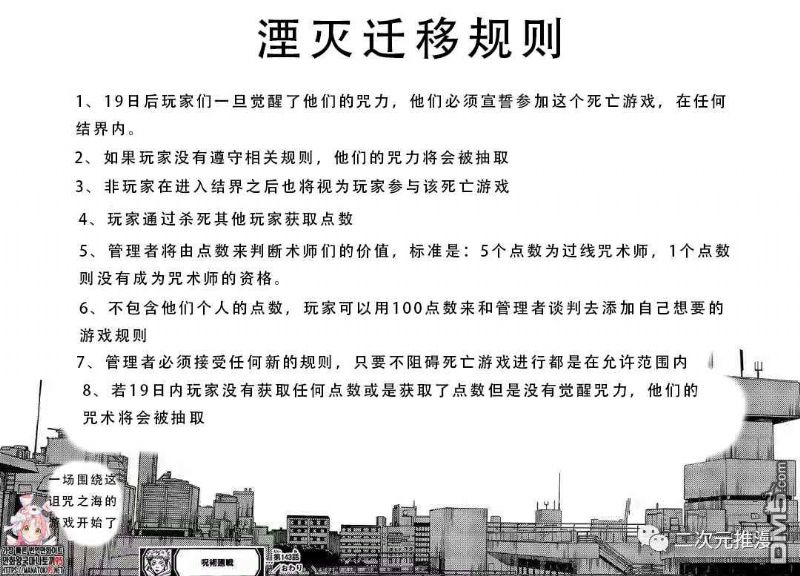 湮灭迁移规则
1、19日后玩家们一旦觉醒了他们的咒力，他们必须宣誓参加这个死亡游戏，在任何
结界内。
2、如果玩家没有遵守相关规则，他们的咒力将会被抽取
3、非玩家在进入结界之后也将视为玩家参与该死亡游戏
4、玩家通过杀死其他玩家获取点数
5、管理者将由点数来判断术师们的价值，标准是：5个点数为过线咒术师，1个点数
则没有成为咒术师的资格。
6、不包含他们个人的点数，玩家可以用100点数来和管理者谈判去添加自己想要的
游戏规则
7、管理者必须接受任何新的规则，只要不阻碍死亡游戏进行都是在允许范围内
8、若19日内玩家没有获取任何点数或是获取了点数但是没有觉醒咒力，他们的
咒术将会被抽取
一场围绕这
诅咒之海的
游戏开始了
呪術廻戦
第143話
おわり
二次元推漫
DM5.com